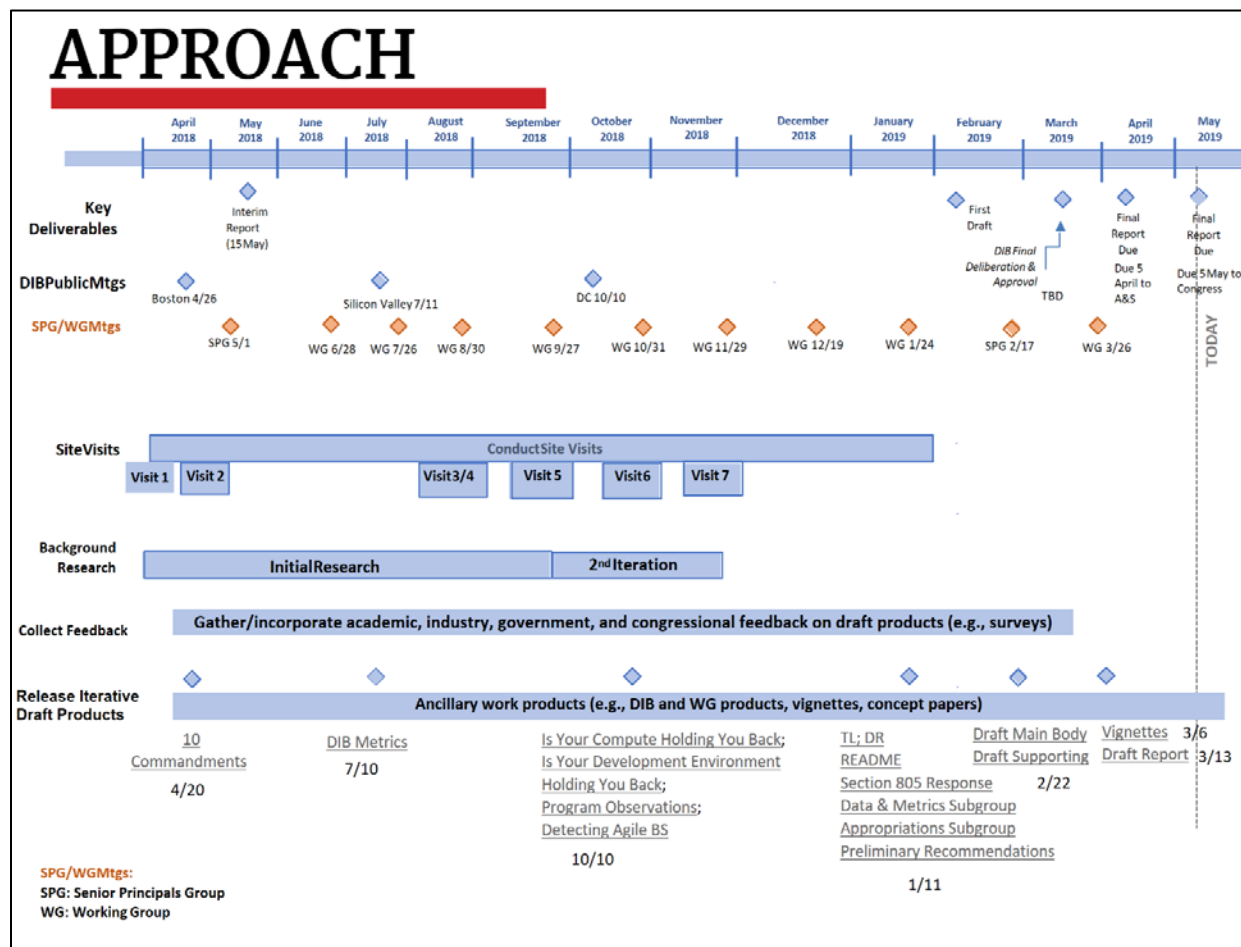 APPROACH
April 2018
May 2018
June 2018
July 2018
August 2018
September 2018
October 2018
November 2018
December 2018
January 2019
February 2019
March 2019
April 2019
May 2019
Key
Deliverables
Interim
Report
(15May)
First
Draft
DIB Final
Deliberation &
Approval
TBD
Final
Report
Due
Due 5
April to
A&S
Final
Report
Due
Due 5 May to
Congress
DIBPublicMtgs
Boston 4/26
Silicon Valley 7/11
DC 10/10
SPG/WGMtgs
SPG 5/1
WG 6/28
WG 7/26
WG 8/30
WG 9/27
WG 10/31
WG 11/29
WG 12/19
WG 1/24
SPG 2/17
WG 3/26
TODAY
SiteVisits
ConductSite Visits
Visit 1
Visit 2
Visit3/4
Visit 5
Visit6
Visit 7
Background
Research
InitialResearch
2nd Iteration
Collect Feedback
Gather/incorporate academic, industry, government, and congressional feedback on draft products (e.g., surveys)
Release Iterative
Draft Products
Ancillary work products (e.g., DIB and WG products, vignettes, concept papers)
10
Commandments
4/20
DIB Metrics
7/10
Is Your Compute Holding You Back;
Is Your Development Environment
Holding You Back;
Program Observations;
Detecting Agile BS
10/10
TL; DR
README
Section 805 Response
Data & Metrics Subgroup
Appropriations Subgroup
Preliminary Recommendations
1/11
Draft Main Body
Draft Supporting
2/22
Vignettes 3/6
Draft Report 3/13
SPG/WGMtgs:
SPG: Senior Principals Group
WG: Working Group